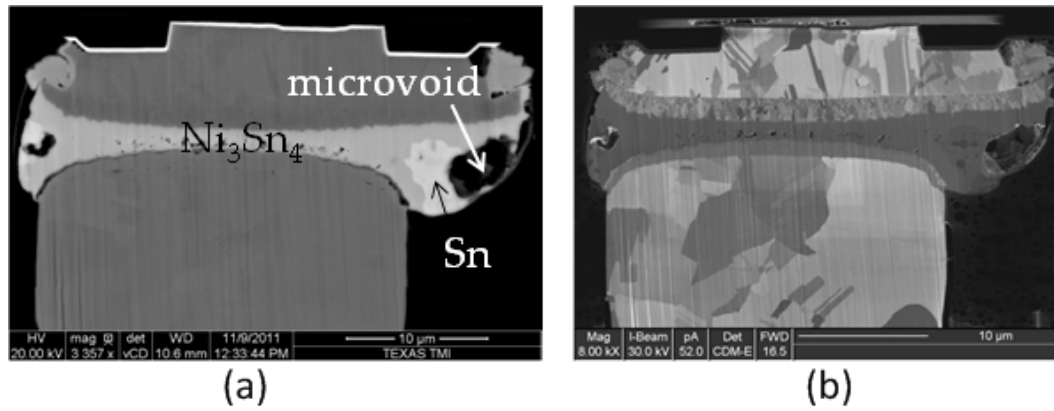 microvoid
Ni₃Sn₄
Sn
HV mag det WD 11/9/2011 10 µm
20.00 kV 3 357 x vCD 10.6 mm 12:33:44 PM TEXAS TMI
(a)
Mag I-Beam pA Det FWD 10 µm
8.00 kX 30.0 kV 52.0 CDM-E 16.5
(b)